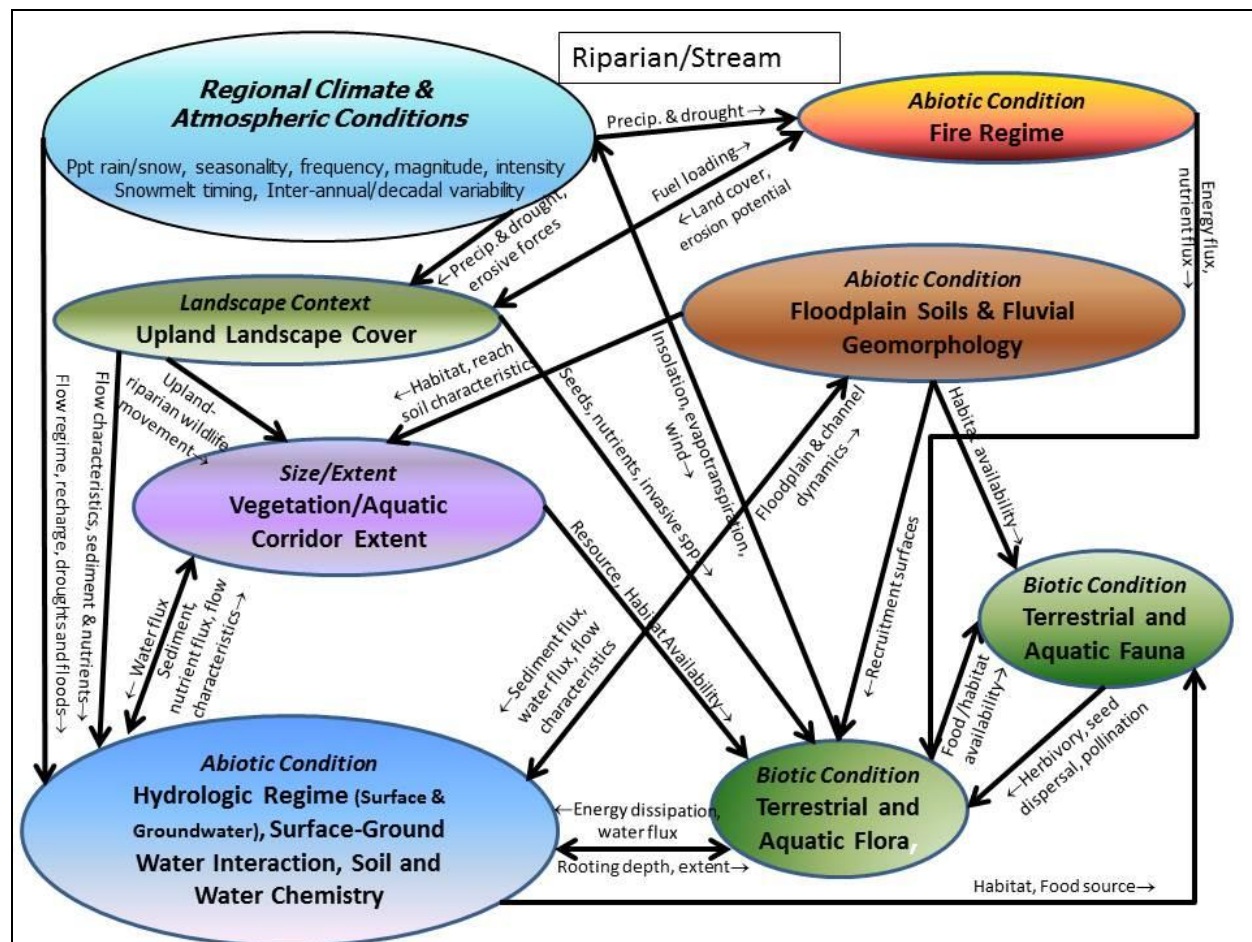 Riparian/Stream
Regional Climate &
Atmospheric Conditions
Ppt rain/snow, seasonality, frequency, magnitude, intensity
Snowmelt timing, Inter-annual/decadal variability
Precip. & drought →
Abiotic Condition
Fire Regime
Fuel loading→
←Land cover,
erosion potential
Energy flux,
nutrient flux →
←Precip.& drought,
erosive forces
Landscape Context
Upland Landscape Cover
Abiotic Condition
Floodplain Soils & Fluvial
Geomorphology
←Habitat, reach
soil characteristics
Upland-
riparian wildlife
movement→
Insolation, evapotranspiration,
wind→
Seeds, nutrients, invasive spp→
Floodplain & channel
dynamics →
Habitat availability→
Flow regime, recharge, droughts and floods→
Flow characteristics, sediment & nutrients→
Size/Extent
Vegetation/Aquatic
Corridor Extent
Resource, Habitat Availability→
←Recruitment surfaces
Biotic Condition
Terrestrial and
Aquatic Fauna
← Water flux
Sediment,
nutrient flux, flow
characteristics→
←Sediment flux,
water flux, flow
characteristics
Food /habitat
availability→
←Herbivory, seed
dispersal, pollination
Abiotic Condition
Hydrologic Regime (Surface &
Groundwater), Surface-Ground
Water Interaction, Soil and
Water Chemistry
←Energy dissipation,
water flux
Rooting depth, extent→
Biotic Condition
Terrestrial and
Aquatic Flora,
Habitat, Food source→